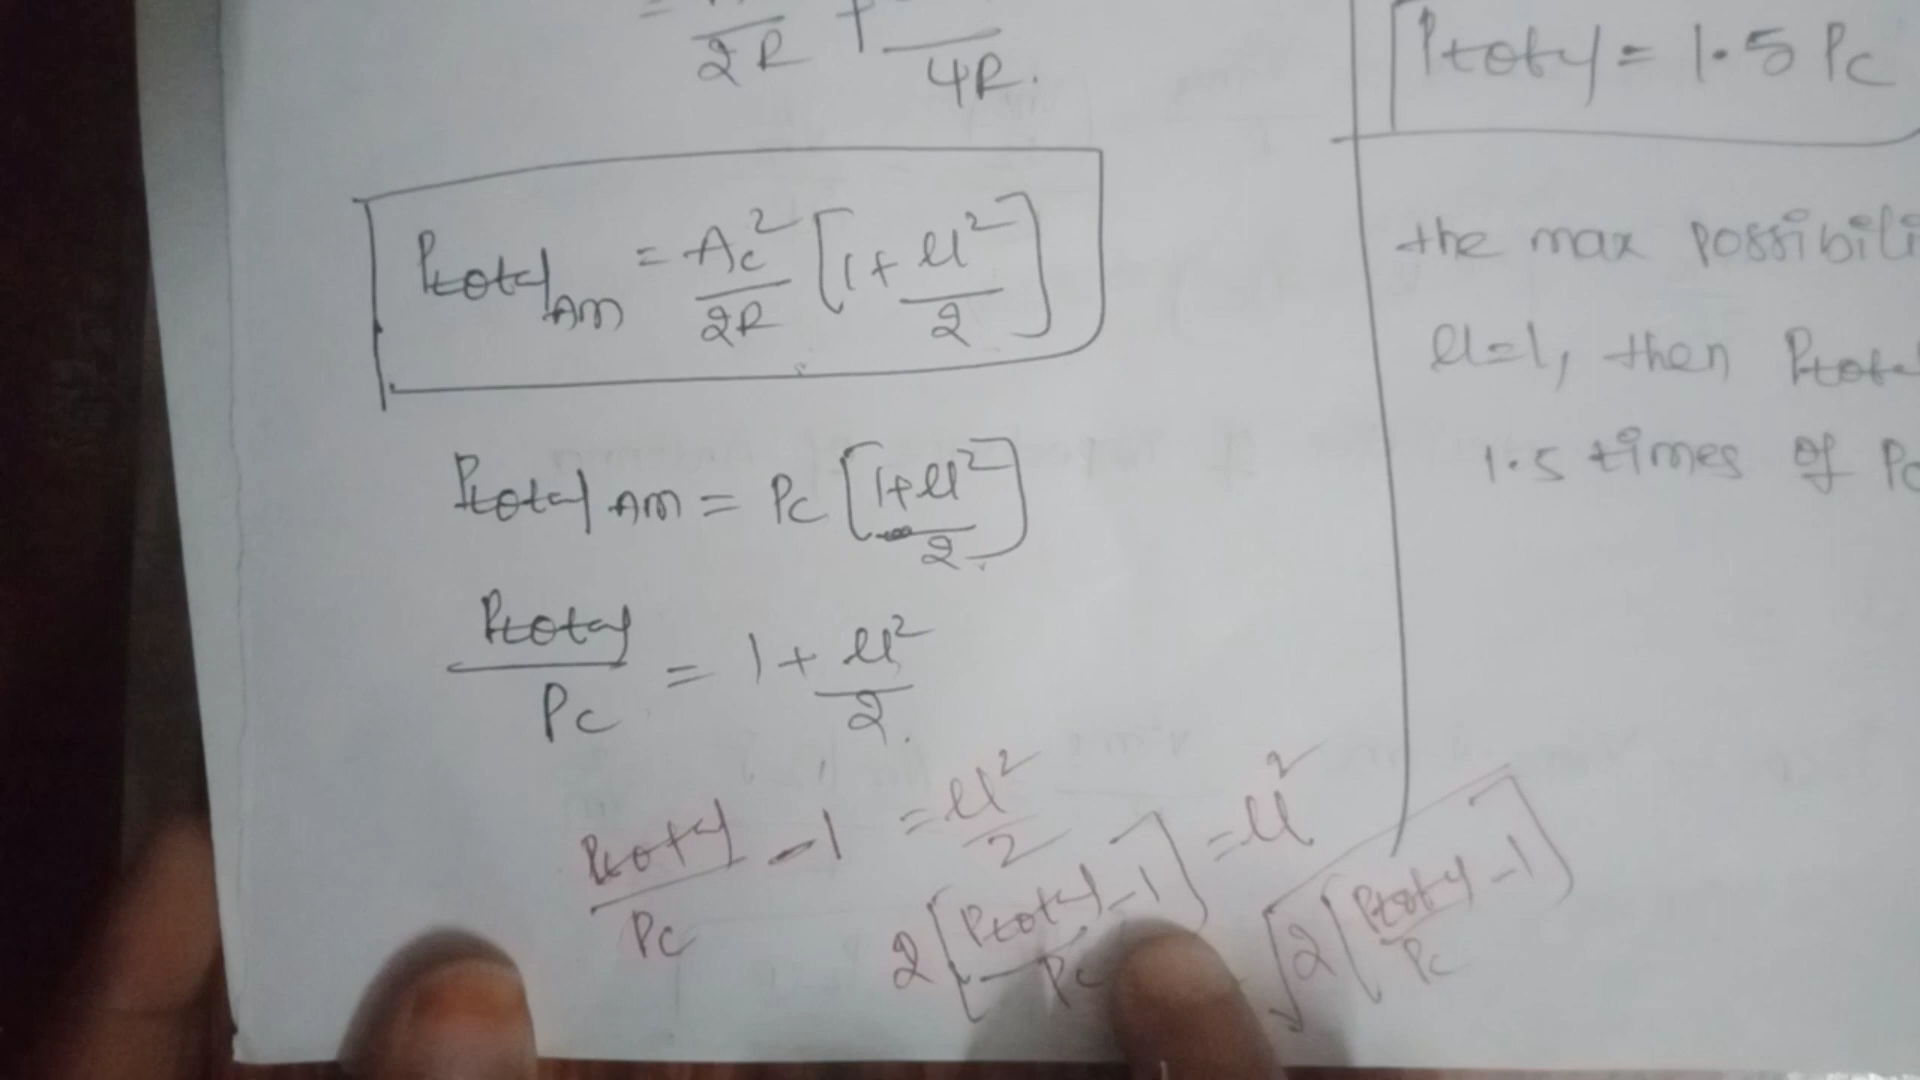 2R + 4R.
Ptotal AM = Ac²/2R [1 + μ²/2]
Ptotal AM = Pc [1 + μ²/2]
Ptotal/Pc = 1 + μ²/2.
Ptotal/Pc - 1 = μ²/2
2[Ptotal/Pc - 1] = μ²
√2[Ptotal/Pc - 1]
Ptotal = 1.5 Pc
the max
μ=1, then
1.5 times of Pc